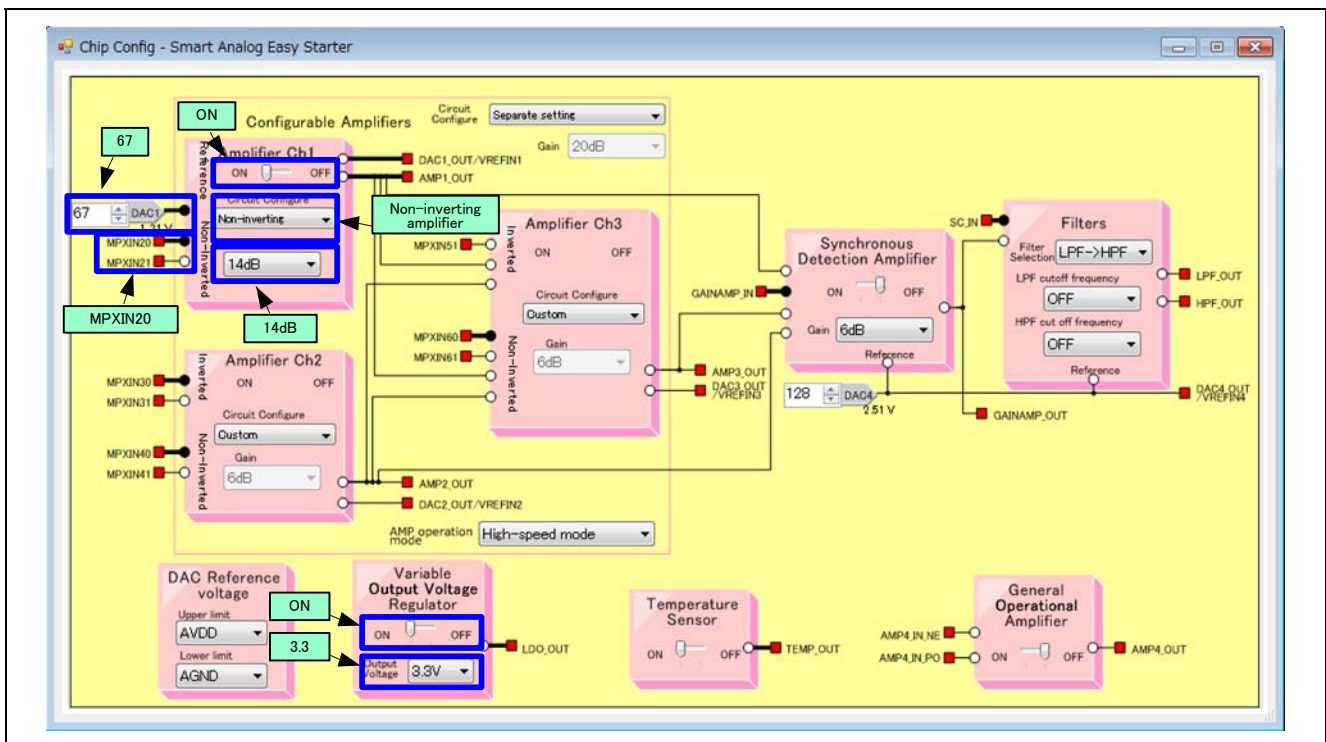 Chip Config - Smart Analog Easy Starter
ON
67
Configurable Amplifiers
Circuit Configure
Separate setting
Gain
20dB
Amplifier Ch1
Reference
ON OFF
DAC1_OUT/VREFIN1
AMP1_OUT
67
DAC1
1.31 V
Circuit Configure
Non-inverting
Non-inverting
amplifier
MPXIN20
MPXIN21
Non-Inverted
14dB
MPXIN20
14dB
Amplifier Ch2
Inverted
ON OFF
MPXIN30
MPXIN31
Circuit Configure
Custom
Gain
6dB
MPXIN40
MPXIN41
Non-Inverted
AMP2_OUT
DAC2_OUT/VREFIN2
AMP operation
mode
High-speed mode
Amplifier Ch3
Inverted
ON OFF
MPXIN51
Circuit Configure
Custom
Gain
6dB
MPXIN60
MPXIN61
Non-Inverted
AMP3_OUT
DAC3_OUT
/VREFIN3
Synchronous
Detection Amplifier
ON OFF
GAINAMP_IN
Gain 6dB
Reference
128
DAC4
2.51 V
GAINAMP_OUT
SC_IN
Filters
Filter
Selection
LPF->HPF
LPF cutoff frequency
OFF
HPF cut off frequency
OFF
Reference
LPF_OUT
HPF_OUT
DAC4_OUT
/VREFIN4
DAC Reference
voltage
Upper limit
AVDD
Lower limit
AGND
Variable
Output Voltage
Regulator
ON
ON OFF
3.3
Output
Voltage
3.3V
LDO_OUT
Temperature
Sensor
ON OFF
TEMP_OUT
General
Operational
Amplifier
AMP4_IN_NE
AMP4_IN_PO
ON OFF
AMP4_OUT